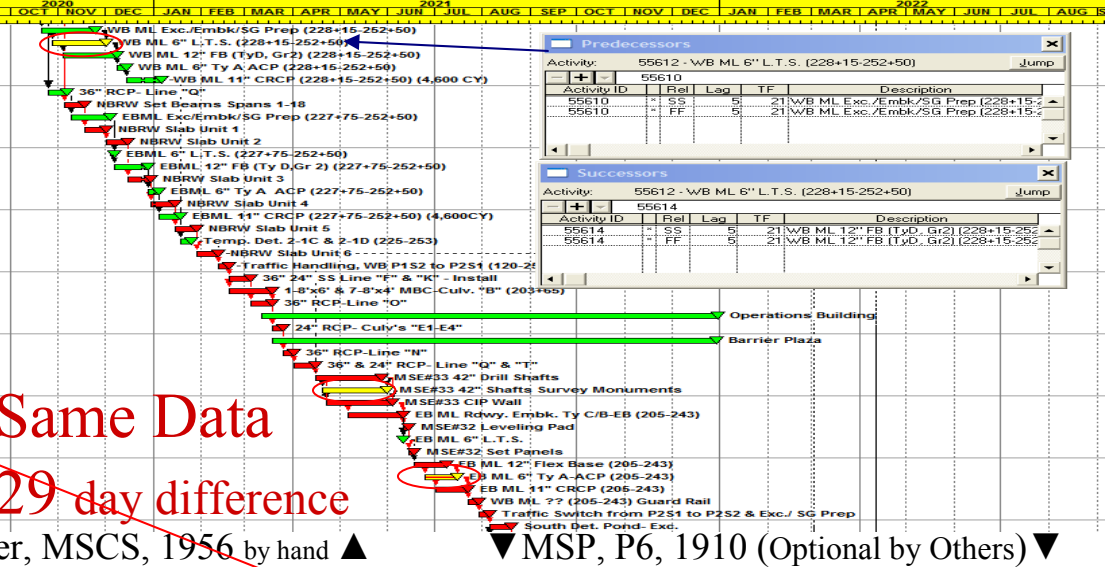 2020 2021 2022
OCT NOV DEC JAN FEB MAR APR MAY JUN JUL AUG SEP OCT NOV DEC JAN FEB MAR APR MAY JUN JUL AUG S
WB ML Exc./Embk/SG Prep (228+15-252+50)
WB ML 6" L.T.S. (228+15-252+50)
WB ML 12" FB (TyD, Gr2) (228+15-252+50)
WB ML 6" Ty A ACP (228+15-252+50)
WB ML 11" CRCP (228+15-252+50) (4,600 CY)
36" RCP- Line "Q"
NBRW Set Beams Spans 1-18
EBML Exc/Embk/SG Prep (227+75-252+50)
NBRW Slab Unit 1
NBRW Slab Unit 2
EBML 6" L.T.S. (227+75-252+50)
EBML 12" FB (Ty D,Gr 2) (227+75-252+50)
NBRW Slab Unit 3
EBML 6" Ty A ACP (227+75-252+50)
NBRW Slab Unit 4
EBML 11" CRCP (227+75-252+50) (4,600CY)
NBRW Slab Unit 5
Temp. Det. 2-1C & 2-1D (225-253)
NBRW Slab Unit 6
Traffic Handling, WB P1S2 to P2S1 (120-2
36" 24" SS Line "F" & "K" - Install
1-8'x6' & 7-8'x4' MBC-Culv. "B" (203+65)
36" RCP-Line "O"
Operations Building
24" RCP- Culv's "E1-E4"
Barrier Plaza
36" RCP-Line "N"
36" & 24" RCP- Line "Q" & "T"
MSE#33 42" Drill Shafts
MSE#33 42" Shafts Survey Monuments
MSE#33 CIP Wall
EB ML Rdwy. Embk. Ty C/B-EB (205-243)
MSE#32 Leveling Pad
EB ML 6" L.T.S.
MSE#32 Set Panels
EB ML 12" Flex Base (205-243)
EB ML 6" Ty A-ACP (205-243)
EB ML 11" CRCP (205-243)
WB ML ?? (205-243) Guard Rail
Traffic Switch from P2S1 to P2S2 & Exc./ SG Prep
South Det. Pond- Exc.
Predecessors
Activity: 55612 - WB ML 6" L.T.S. (228+15-252+50) Jump
55610
Activity ID Rel Lag TF Description
55610 * SS 5 21 WB ML Exc./Embk/SG Prep (228+15-2
55610 * FF 5 21 WB ML Exc./Embk/SG Prep (228+15-2
Successors
Activity: 55612 - WB ML 6" L.T.S. (228+15-252+50) Jump
55614
Activity ID Rel Lag TF Description
55614 * SS 5 21 WB ML 12" FB (TyD, Gr2) (228+15-252
55614 * FF 5 21 WB ML 12" FB (TyD, Gr2) (228+15-252
Same Data
29 day difference
er, MSCS, 1956 by hand ▲ ▼MSP, P6, 1910 (Optional by Others)▼